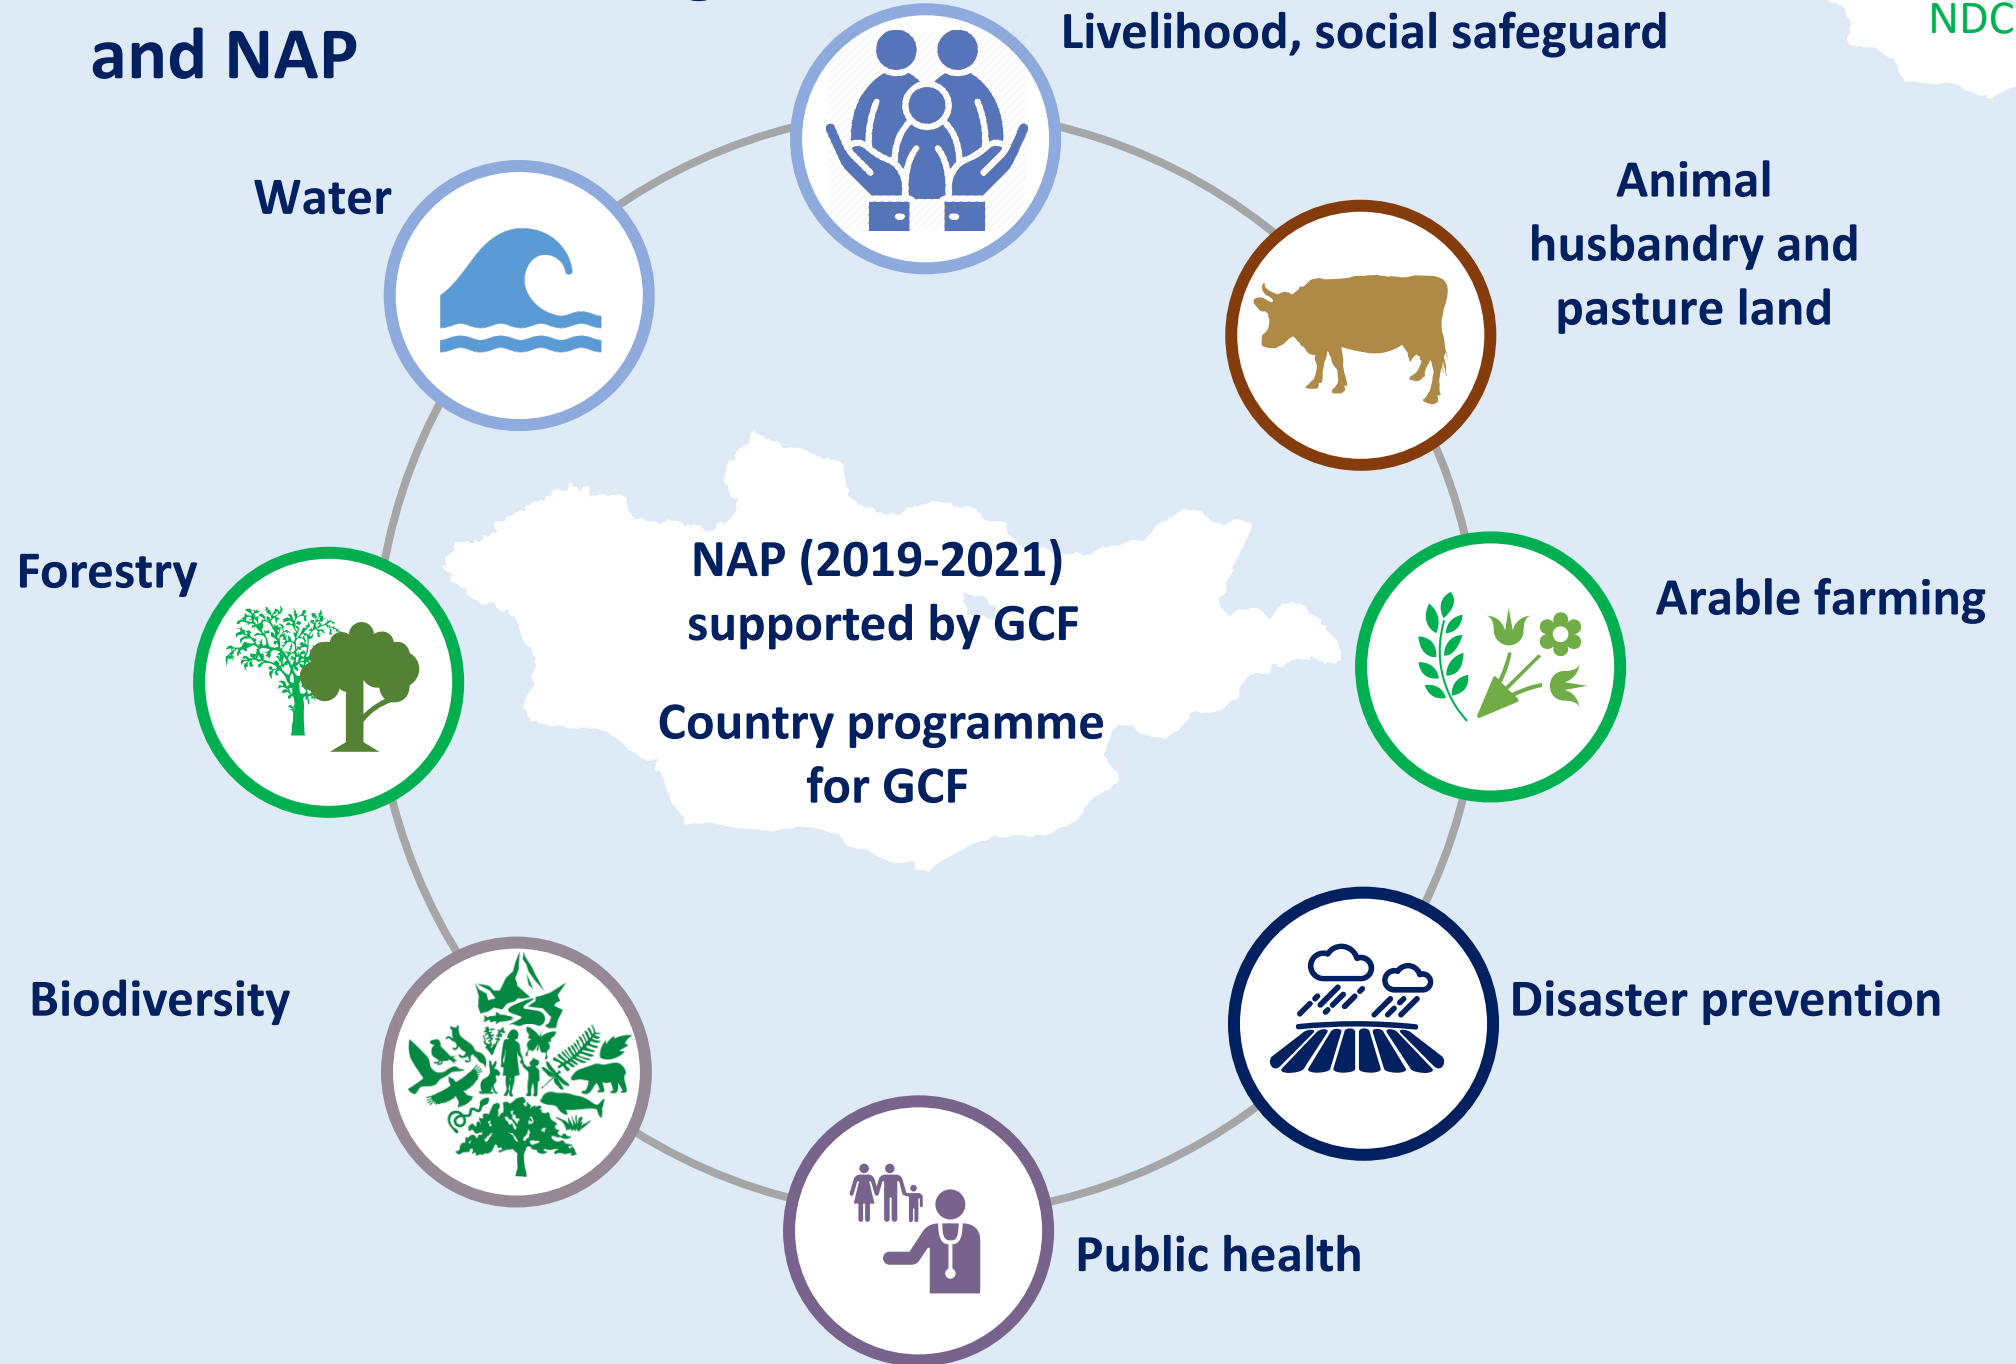 and NAP
Livelihood, social safeguard
NDC
Water
Animal
husbandry and
pasture land
Forestry
NAP (2019-2021)
supported by GCF
Country programme
for GCF
Arable farming
Biodiversity
Disaster prevention
Public health